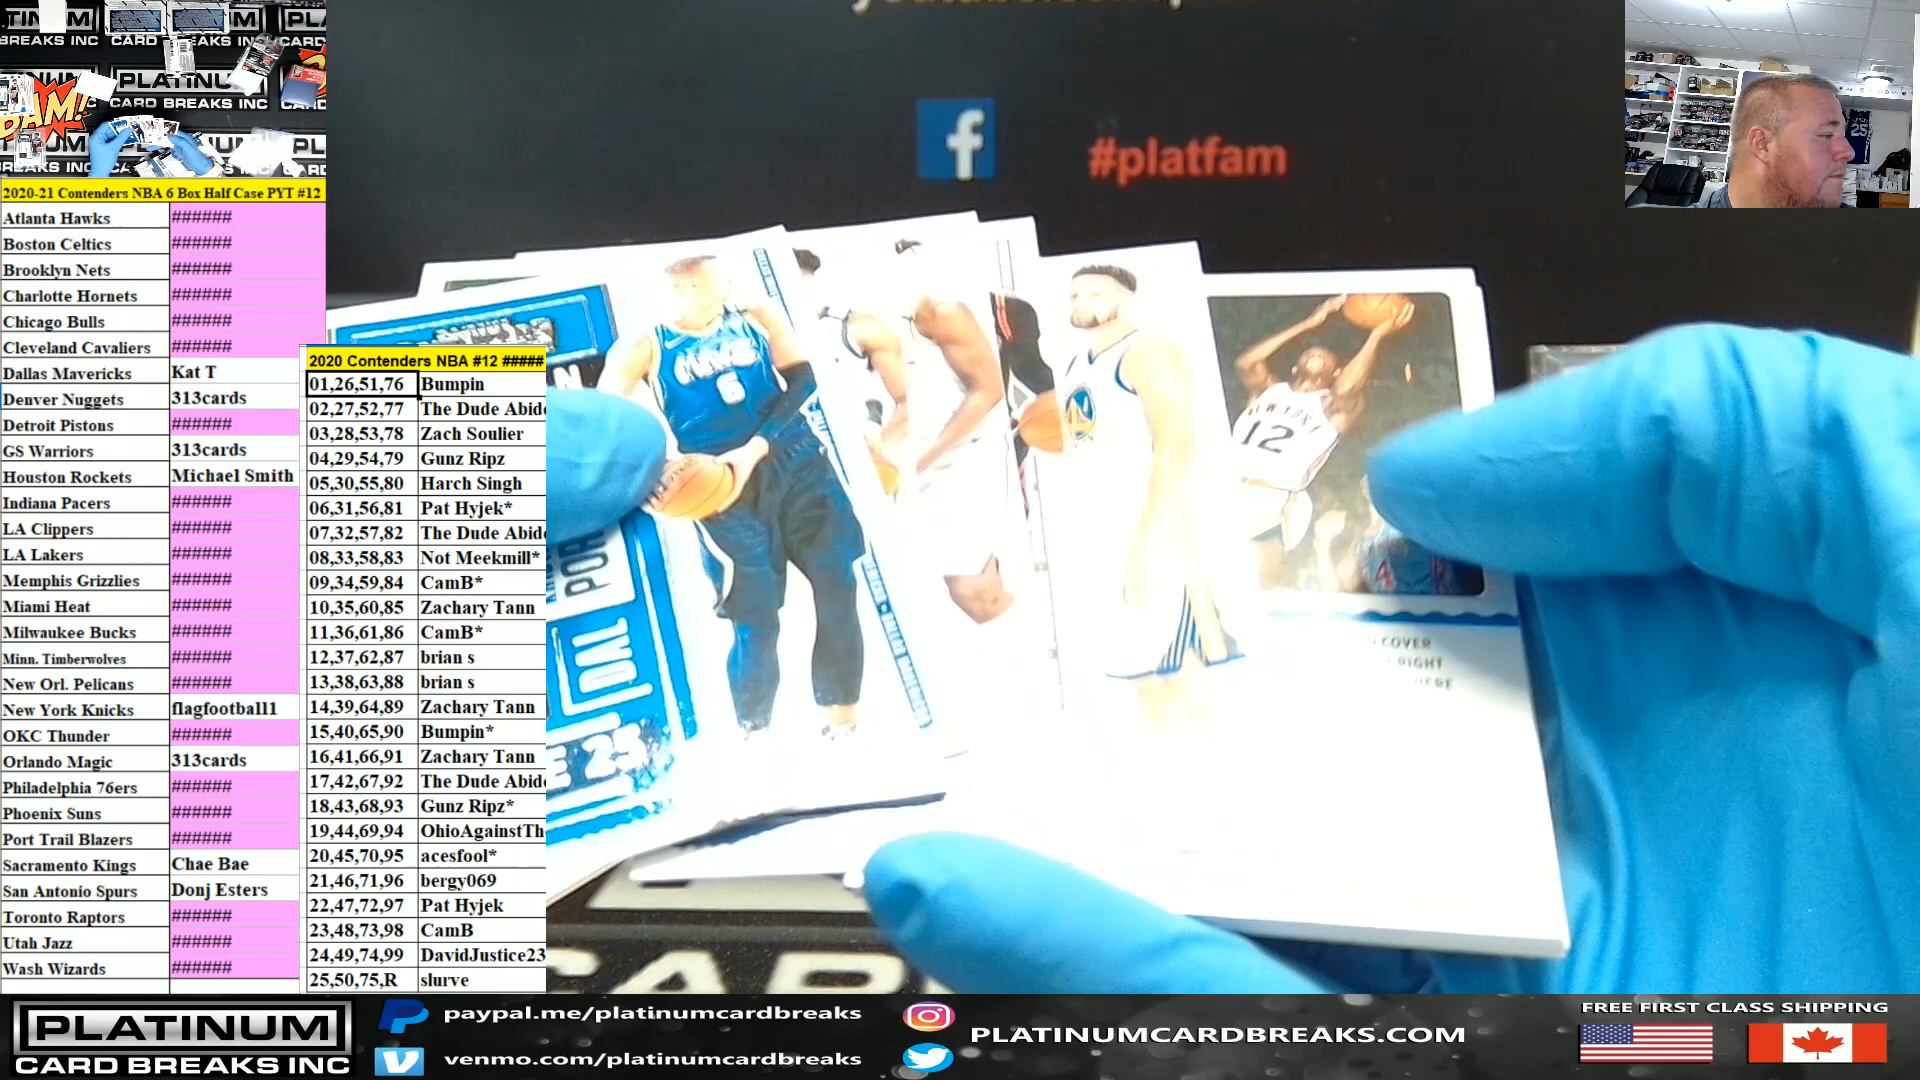 #platfam
2020-21 Contenders NBA 6 Box Half Case PYT #12
Atlanta Hawks ######
Boston Celtics ######
Brooklyn Nets ######
Charlotte Hornets ######
Chicago Bulls ######
Cleveland Cavaliers ######
Dallas Mavericks Kat T
Denver Nuggets 313cards
Detroit Pistons ######
GS Warriors 313cards
Houston Rockets Michael Smith
Indiana Pacers ######
LA Clippers ######
LA Lakers ######
Memphis Grizzlies ######
Miami Heat ######
Milwaukee Bucks ######
Minn. Timberwolves ######
New Orl. Pelicans ######
New York Knicks flagfootball1
OKC Thunder ######
Orlando Magic 313cards
Philadelphia 76ers ######
Phoenix Suns ######
Port Trail Blazers ######
Sacramento Kings Chae Bae
San Antonio Spurs Donj Esters
Toronto Raptors ######
Utah Jazz ######
Wash Wizards ######
2020 Contenders NBA #12 #####
01,26,51,76 Bumpin
02,27,52,77 The Dude Abide
03,28,53,78 Zach Soulier
04,29,54,79 Gunz Ripz
05,30,55,80 Harch Singh
06,31,56,81 Pat Hyjek*
07,32,57,82 The Dude Abide
08,33,58,83 Not Meekmill*
09,34,59,84 CamB*
10,35,60,85 Zachary Tann
11,36,61,86 CamB*
12,37,62,87 brian s
13,38,63,88 brian s
14,39,64,89 Zachary Tann
15,40,65,90 Bumpin*
16,41,66,91 Zachary Tann
17,42,67,92 The Dude Abide
18,43,68,93 Gunz Ripz*
19,44,69,94 OhioAgainstTh
20,45,70,95 acesfool*
21,46,71,96 bergy069
22,47,72,97 Pat Hyjek
23,48,73,98 CamB
24,49,74,99 DavidJustice23
25,50,75,R slurve
PLATINUM
CARD BREAKS INC
BAM!
6
12
25
COVER
RIGHT
HERE
DAL
PLATINUM
CARD BREAKS INC
paypal.me/platinumcardbreaks
venmo.com/platinumcardbreaks
PLATINUMCARDBREAKS.COM
FREE FIRST CLASS SHIPPING